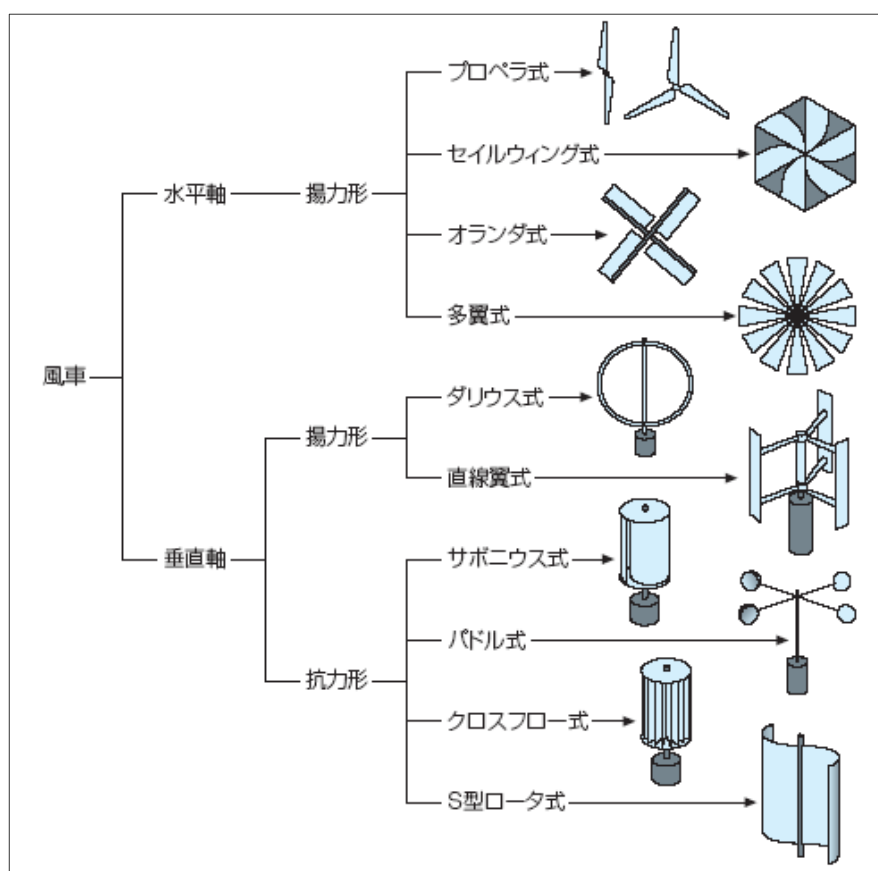 プロペラ式
セイルウィング式
水平軸
揚力形
オランダ式
多翼式
風車
ダリウス式
揚力形
直線翼式
垂直軸
サボニウス式
パドル式
抗力形
クロスフロー式
S型ロータ式